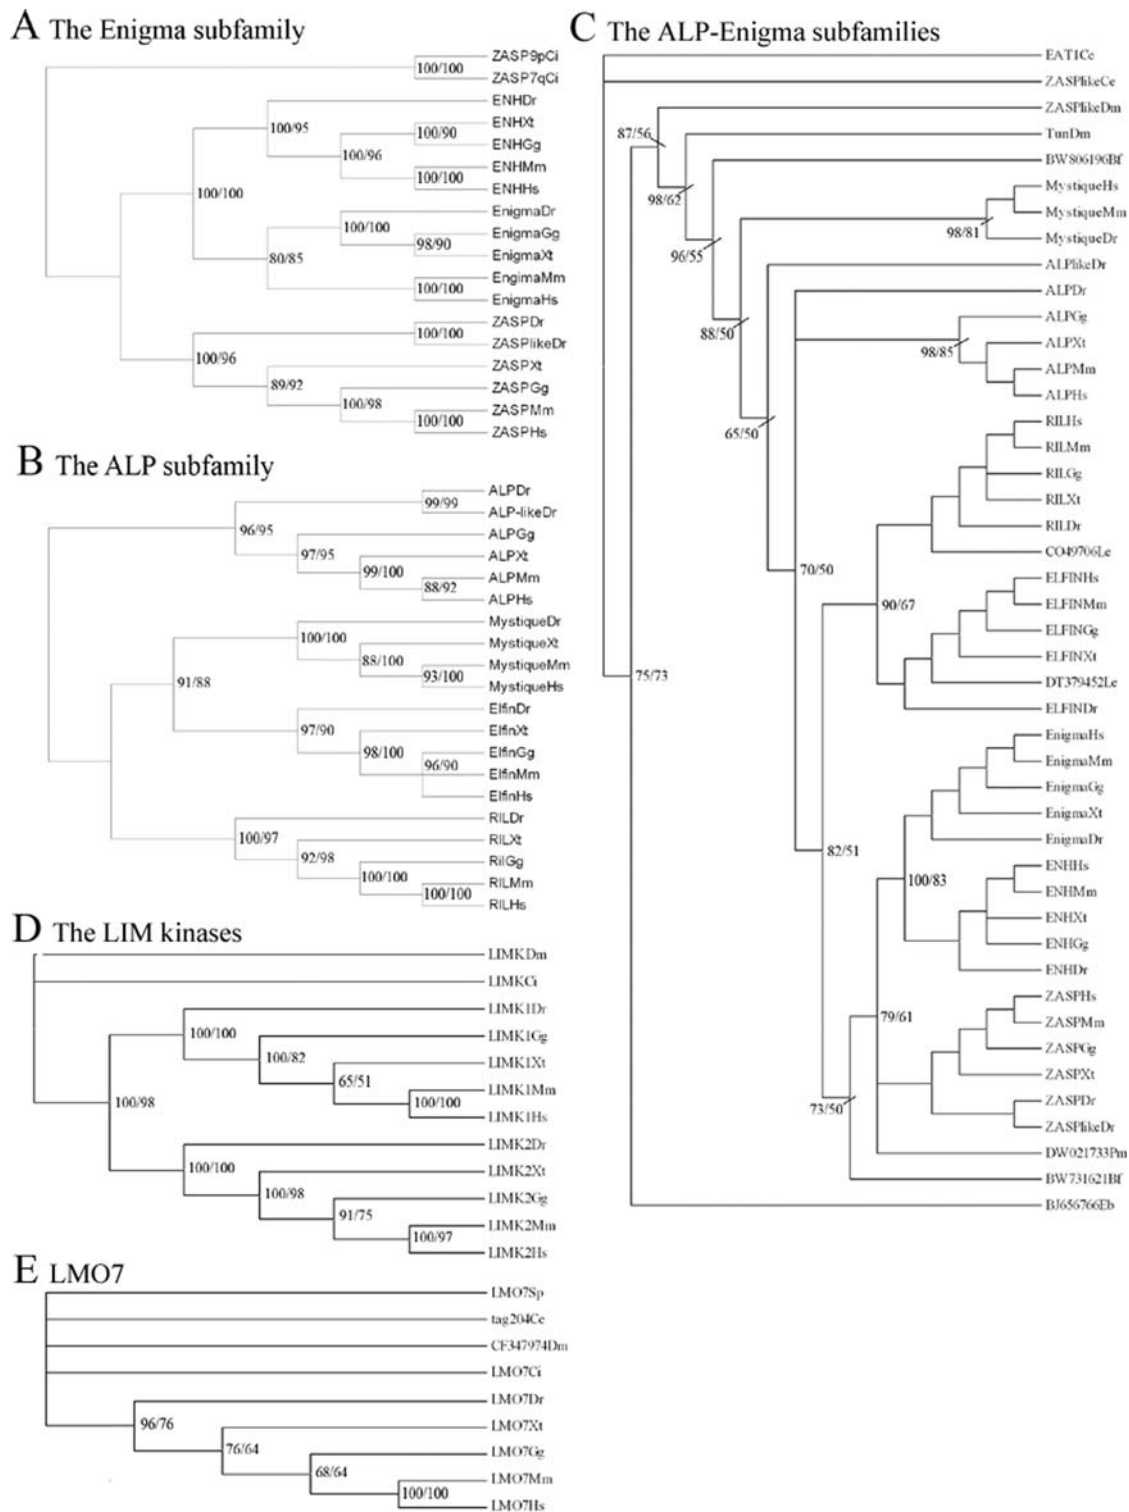 A The Enigma subfamily
ZASP9pCi
100/100
ZASP7qCi
ENHDr
100/95
ENHXt
100/90
ENHGg
100/96
ENHMm
100/100
ENHHs
100/100
EnigmaDr
100/100
EnigmaGg
98/90
EnigmaXt
80/85
EngimaMm
100/100
EnigmaHs
ZASPDr
100/100
ZASPlikeDr
100/96
ZASPXt
89/92
ZASPGg
100/98
ZASPMm
100/100
ZASPHs
B The ALP subfamily
ALPDr
99/99
ALP-likeDr
96/95
ALPGg
97/95
ALPXt
99/100
ALPMm
88/92
ALPHs
MystiqueDr
100/100
MystiqueXt
88/100
MystiqueMm
93/100
MystiqueHs
91/88
ElfinDr
97/90
ElfinXt
98/100
ElfinGg
96/90
ElfinMm
ElfinHs
RILDr
100/97
RILXt
92/98
RilGg
100/100
RILMm
100/100
RILHs
D The LIM kinases
LIMKDm
LIMKCi
LIMK1Dr
100/100
LIMK1Gg
100/82
LIMK1Xt
65/51
LIMK1Mm
100/100
LIMK1Hs
100/98
LIMK2Dr
100/100
LIMK2Xt
100/98
LIMK2Gg
91/75
LIMK2Mm
100/97
LIMK2Hs
E LMO7
LMO7Sp
tag204Ce
CF347974Dm
LMO7Ci
LMO7Dr
96/76
LMO7Xt
76/64
LMO7Gg
68/64
LMO7Mm
100/100
LMO7Hs
C The ALP-Enigma subfamilies
EAT1Ce
ZASPlikeCe
ZASPlikeDm
87/56
TunDm
BW806196Bf
MystiqueHs
98/62
MystiqueMm
98/81
MystiqueDr
96/55
ALPlikeDr
ALPDr
ALPGg
88/50
ALPXt
98/85
ALPMm
ALPHs
RILHs
65/50
RILMm
RILGg
RILXt
RILDr
CO49706Le
70/50
ELFINHs
ELFINMm
90/67
ELFINGg
ELFINXt
75/73
DT379452Le
ELFINDr
EnigmaHs
EnigmaMm
EnigmaGg
EnigmaXt
EnigmaDr
82/51
ENHHs
100/83
ENHMm
ENHXt
ENHGg
ENHDr
ZASPHs
79/61
ZASPMm
ZASPGg
ZASPXt
ZASPDr
73/50
ZASPlikeDr
DW021733Pm
BW731621Bf
BJ656766Eb